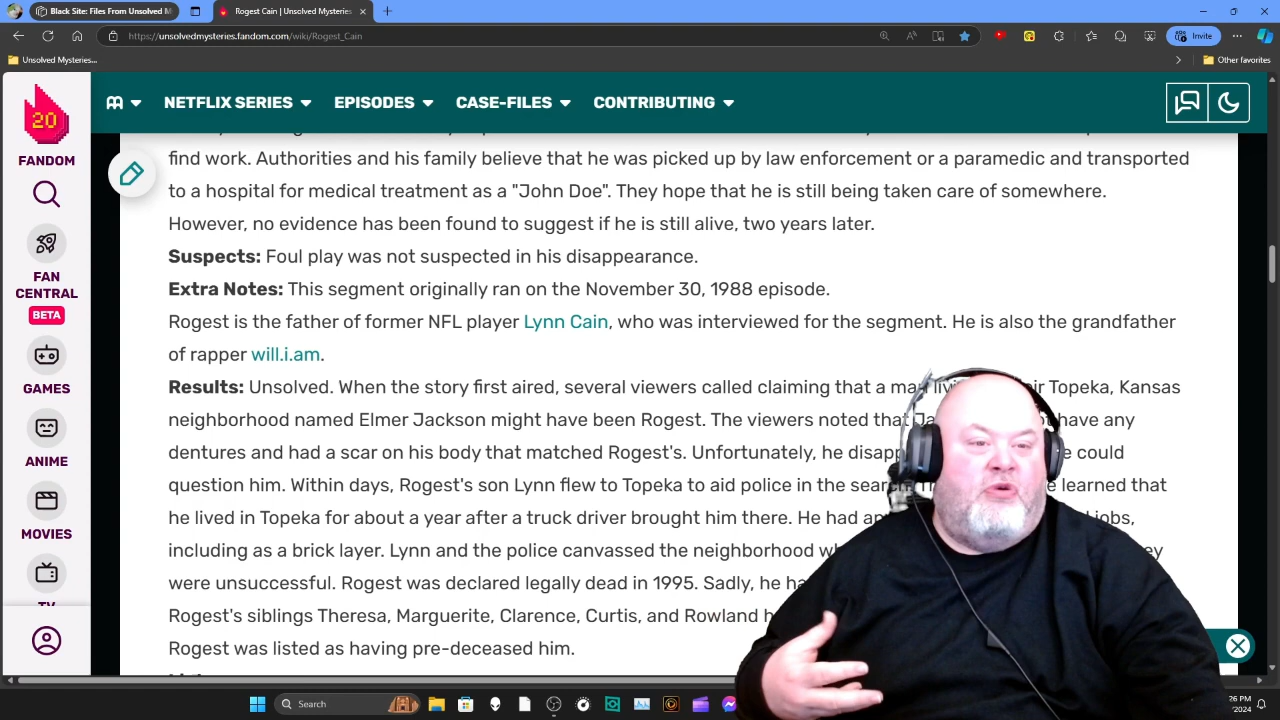 Black Site: Files From Unsolved M
Rogest Cain | Unsolved Mysteries
26
https://unsolvedmysteries.fandom.com/wiki/Rogest_Cain
Invite
Unsolved Mysteries...
Other favorites
20
FANDOM
NETFLIX SERIES
EPISODES
CASE-FILES
CONTRIBUTING
find work. Authorities and his family believe that he was picked up by law enforcement or a paramedic and transported
to a hospital for medical treatment as a "John Doe". They hope that he is still being taken care of somewhere.
However, no evidence has been found to suggest if he is still alive, two years later.
Suspects: Foul play was not suspected in his disappearance.
Extra Notes: This segment originally ran on the November 30, 1988 episode.
Rogest is the father of former NFL player Lynn Cain, who was interviewed for the segment. He is also the grandfather
of rapper will.i.am.
Results: Unsolved. When the story first aired, several viewers called claiming that a man livi eir Topeka, Kansas
neighborhood named Elmer Jackson might have been Rogest. The viewers noted that Ja have any
dentures and had a scar on his body that matched Rogest's. Unfortunately, he disapp e could
question him. Within days, Rogest's son Lynn flew to Topeka to aid police in the search. learned that
he lived in Topeka for about a year after a truck driver brought him there. He had jobs,
including as a brick layer. Lynn and the police canvassed the neighborhood ey
were unsuccessful. Rogest was declared legally dead in 1995. Sadly, he ha
Rogest's siblings Theresa, Marguerite, Clarence, Curtis, and Rowland h
Rogest was listed as having pre-deceased him.
FAN
CENTRAL
BETA
GAMES
ANIME
MOVIES
TV
Search
26 PM
2024